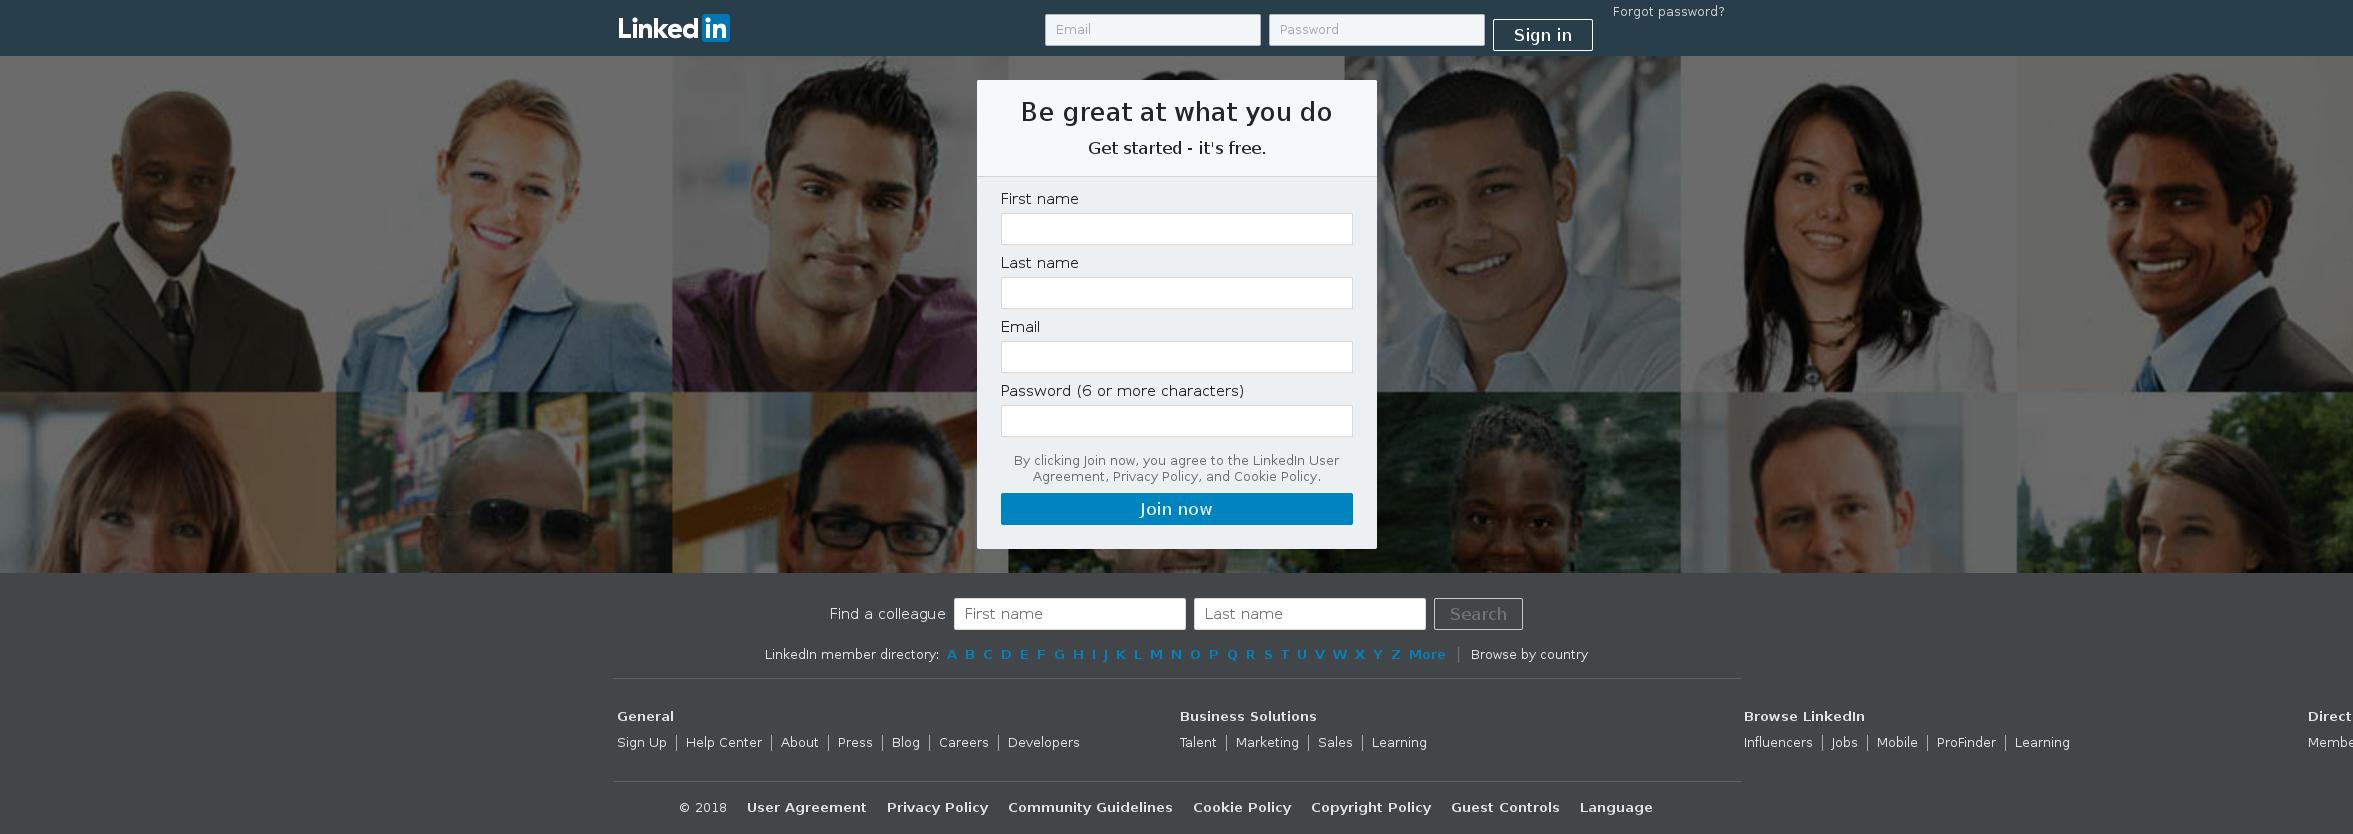 Linked in
Email
Password
Sign in
Forgot password?
Be great at what you do
Get started - it's free.
First name
Last name
Email
Password (6 or more characters)
By clicking Join now, you agree to the LinkedIn User
Agreement, Privacy Policy, and Cookie Policy.
Join now
Find a colleague First name Last name Search
LinkedIn member directory: A B C D E F G H I J K L M N O P Q R S T U V W X Y Z More Browse by country
General
Sign Up Help Center About Press Blog Careers Developers
Business Solutions
Talent Marketing Sales Learning
Browse LinkedIn
Influencers Jobs Mobile ProFinder Learning
Direct
Membe
© 2018 User Agreement Privacy Policy Community Guidelines Cookie Policy Copyright Policy Guest Controls Language